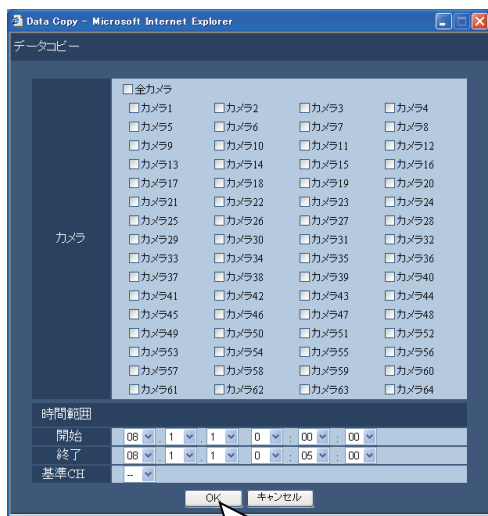 Data Copy - Microsoft Internet Explorer
データコピー
全カメラ
カメラ1 カメラ2 カメラ3 カメラ4
カメラ5 カメラ6 カメラ7 カメラ8
カメラ9 カメラ10 カメラ11 カメラ12
カメラ13 カメラ14 カメラ15 カメラ16
カメラ17 カメラ18 カメラ19 カメラ20
カメラ21 カメラ22 カメラ23 カメラ24
カメラ25 カメラ26 カメラ27 カメラ28
カメラ カメラ29 カメラ30 カメラ31 カメラ32
カメラ33 カメラ34 カメラ35 カメラ36
カメラ37 カメラ38 カメラ39 カメラ40
カメラ41 カメラ42 カメラ43 カメラ44
カメラ45 カメラ46 カメラ47 カメラ48
カメラ49 カメラ50 カメラ51 カメラ52
カメラ53 カメラ54 カメラ55 カメラ56
カメラ57 カメラ58 カメラ59 カメラ60
カメラ61 カメラ62 カメラ63 カメラ64
時間範囲
開始 08 . 1 . 1 0 : 00 : 00
終了 08 . 1 . 1 0 : 05 : 00
基準CH --
OK キャンセル